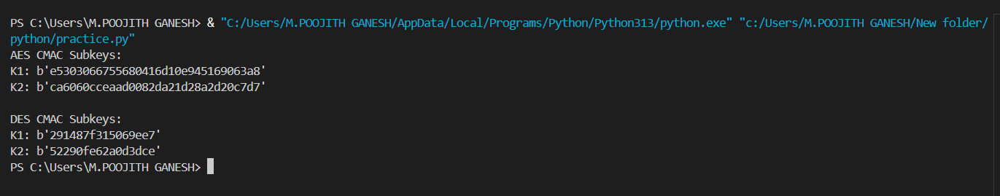 PS C:\Users\M.POOJITH GANESH> & "C:/Users/M.POOJITH GANESH/AppData/Local/Programs/Python/Python313/python.exe" "c:/Users/M.POOJITH GANESH/New folder/
python/practice.py"
AES CMAC Subkeys:
K1: b'e5303066755680416d10e945169063a8'
K2: b'ca6060cceaad0082da21d28a2d20c7d7'
DES CMAC Subkeys:
K1: b'291487f315069ee7'
K2: b'52290fe62a0d3dce'
PS C:\Users\M.POOJITH GANESH>